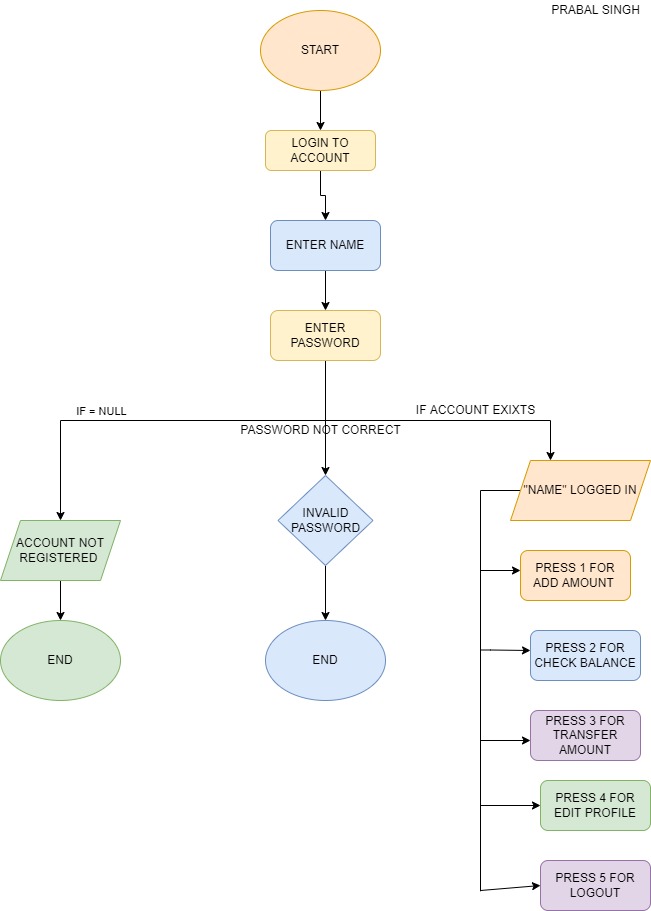 PRABAL SINGH
START
LOGIN TO
ACCOUNT
ENTER NAME
ENTER
PASSWORD
IF = NULL
IF ACCOUNT EXIXTS
PASSWORD NOT CORRECT
"NAME" LOGGED IN
INVALID
PASSWORD
ACCOUNT NOT
REGISTERED
PRESS 1 FOR
ADD AMOUNT
END
END
PRESS 2 FOR
CHECK BALANCE
PRESS 3 FOR
TRANSFER
AMOUNT
PRESS 4 FOR
EDIT PROFILE
PRESS 5 FOR
LOGOUT